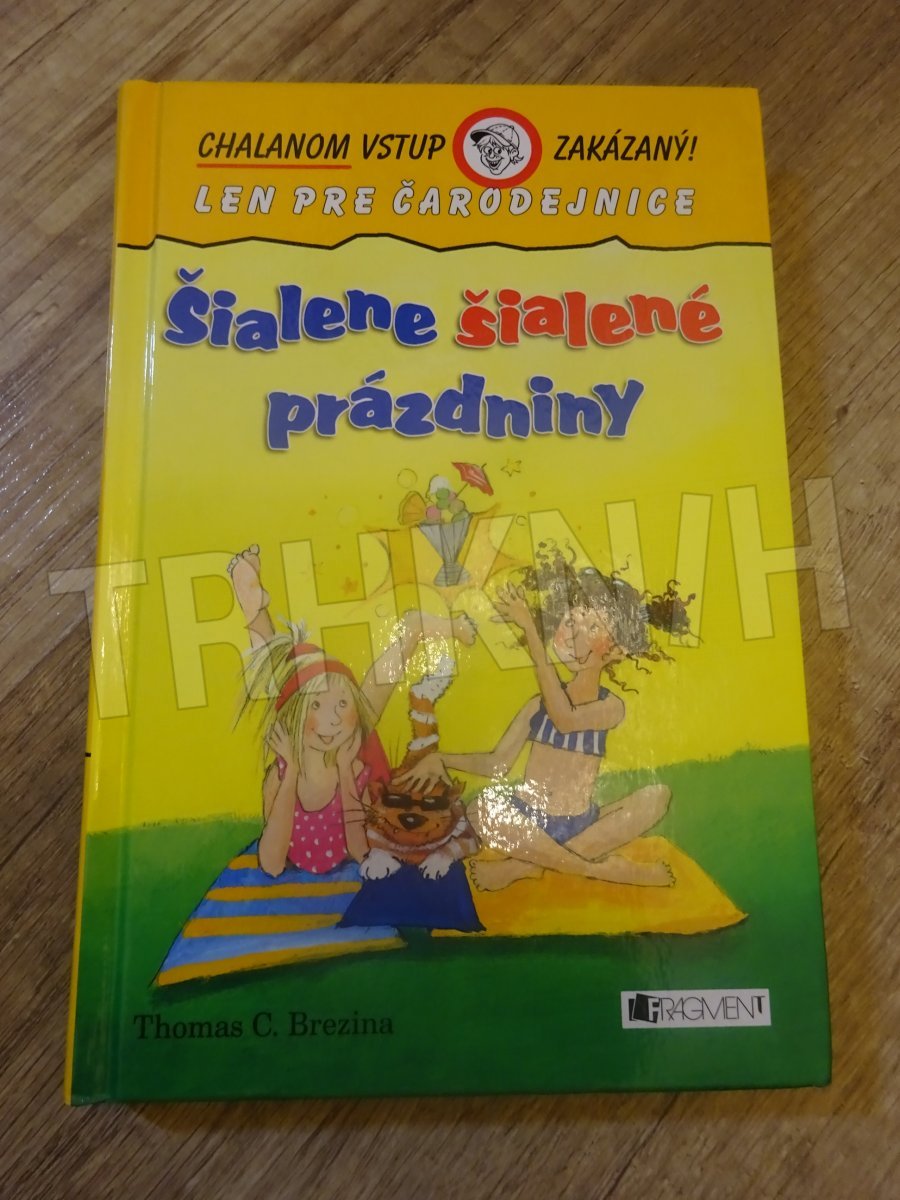 CHALANOM VSTUP ZAKÁZANÝ!
LEN PRE ČARODEJNICE
Šialene šialené
prázdniny
TRHKNIH
Thomas C. Brezina
FRAGMENT